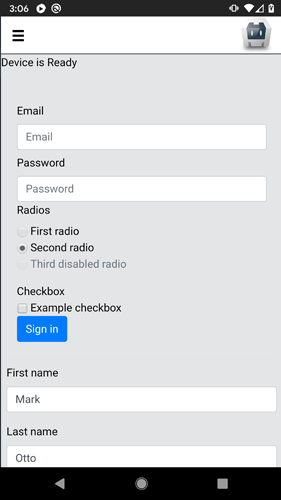 3:06
Device is Ready
Email
Email
Password
Password
Radios
First radio
Second radio
Third disabled radio
Checkbox
Example checkbox
Sign in
First name
Mark
Last name
Otto